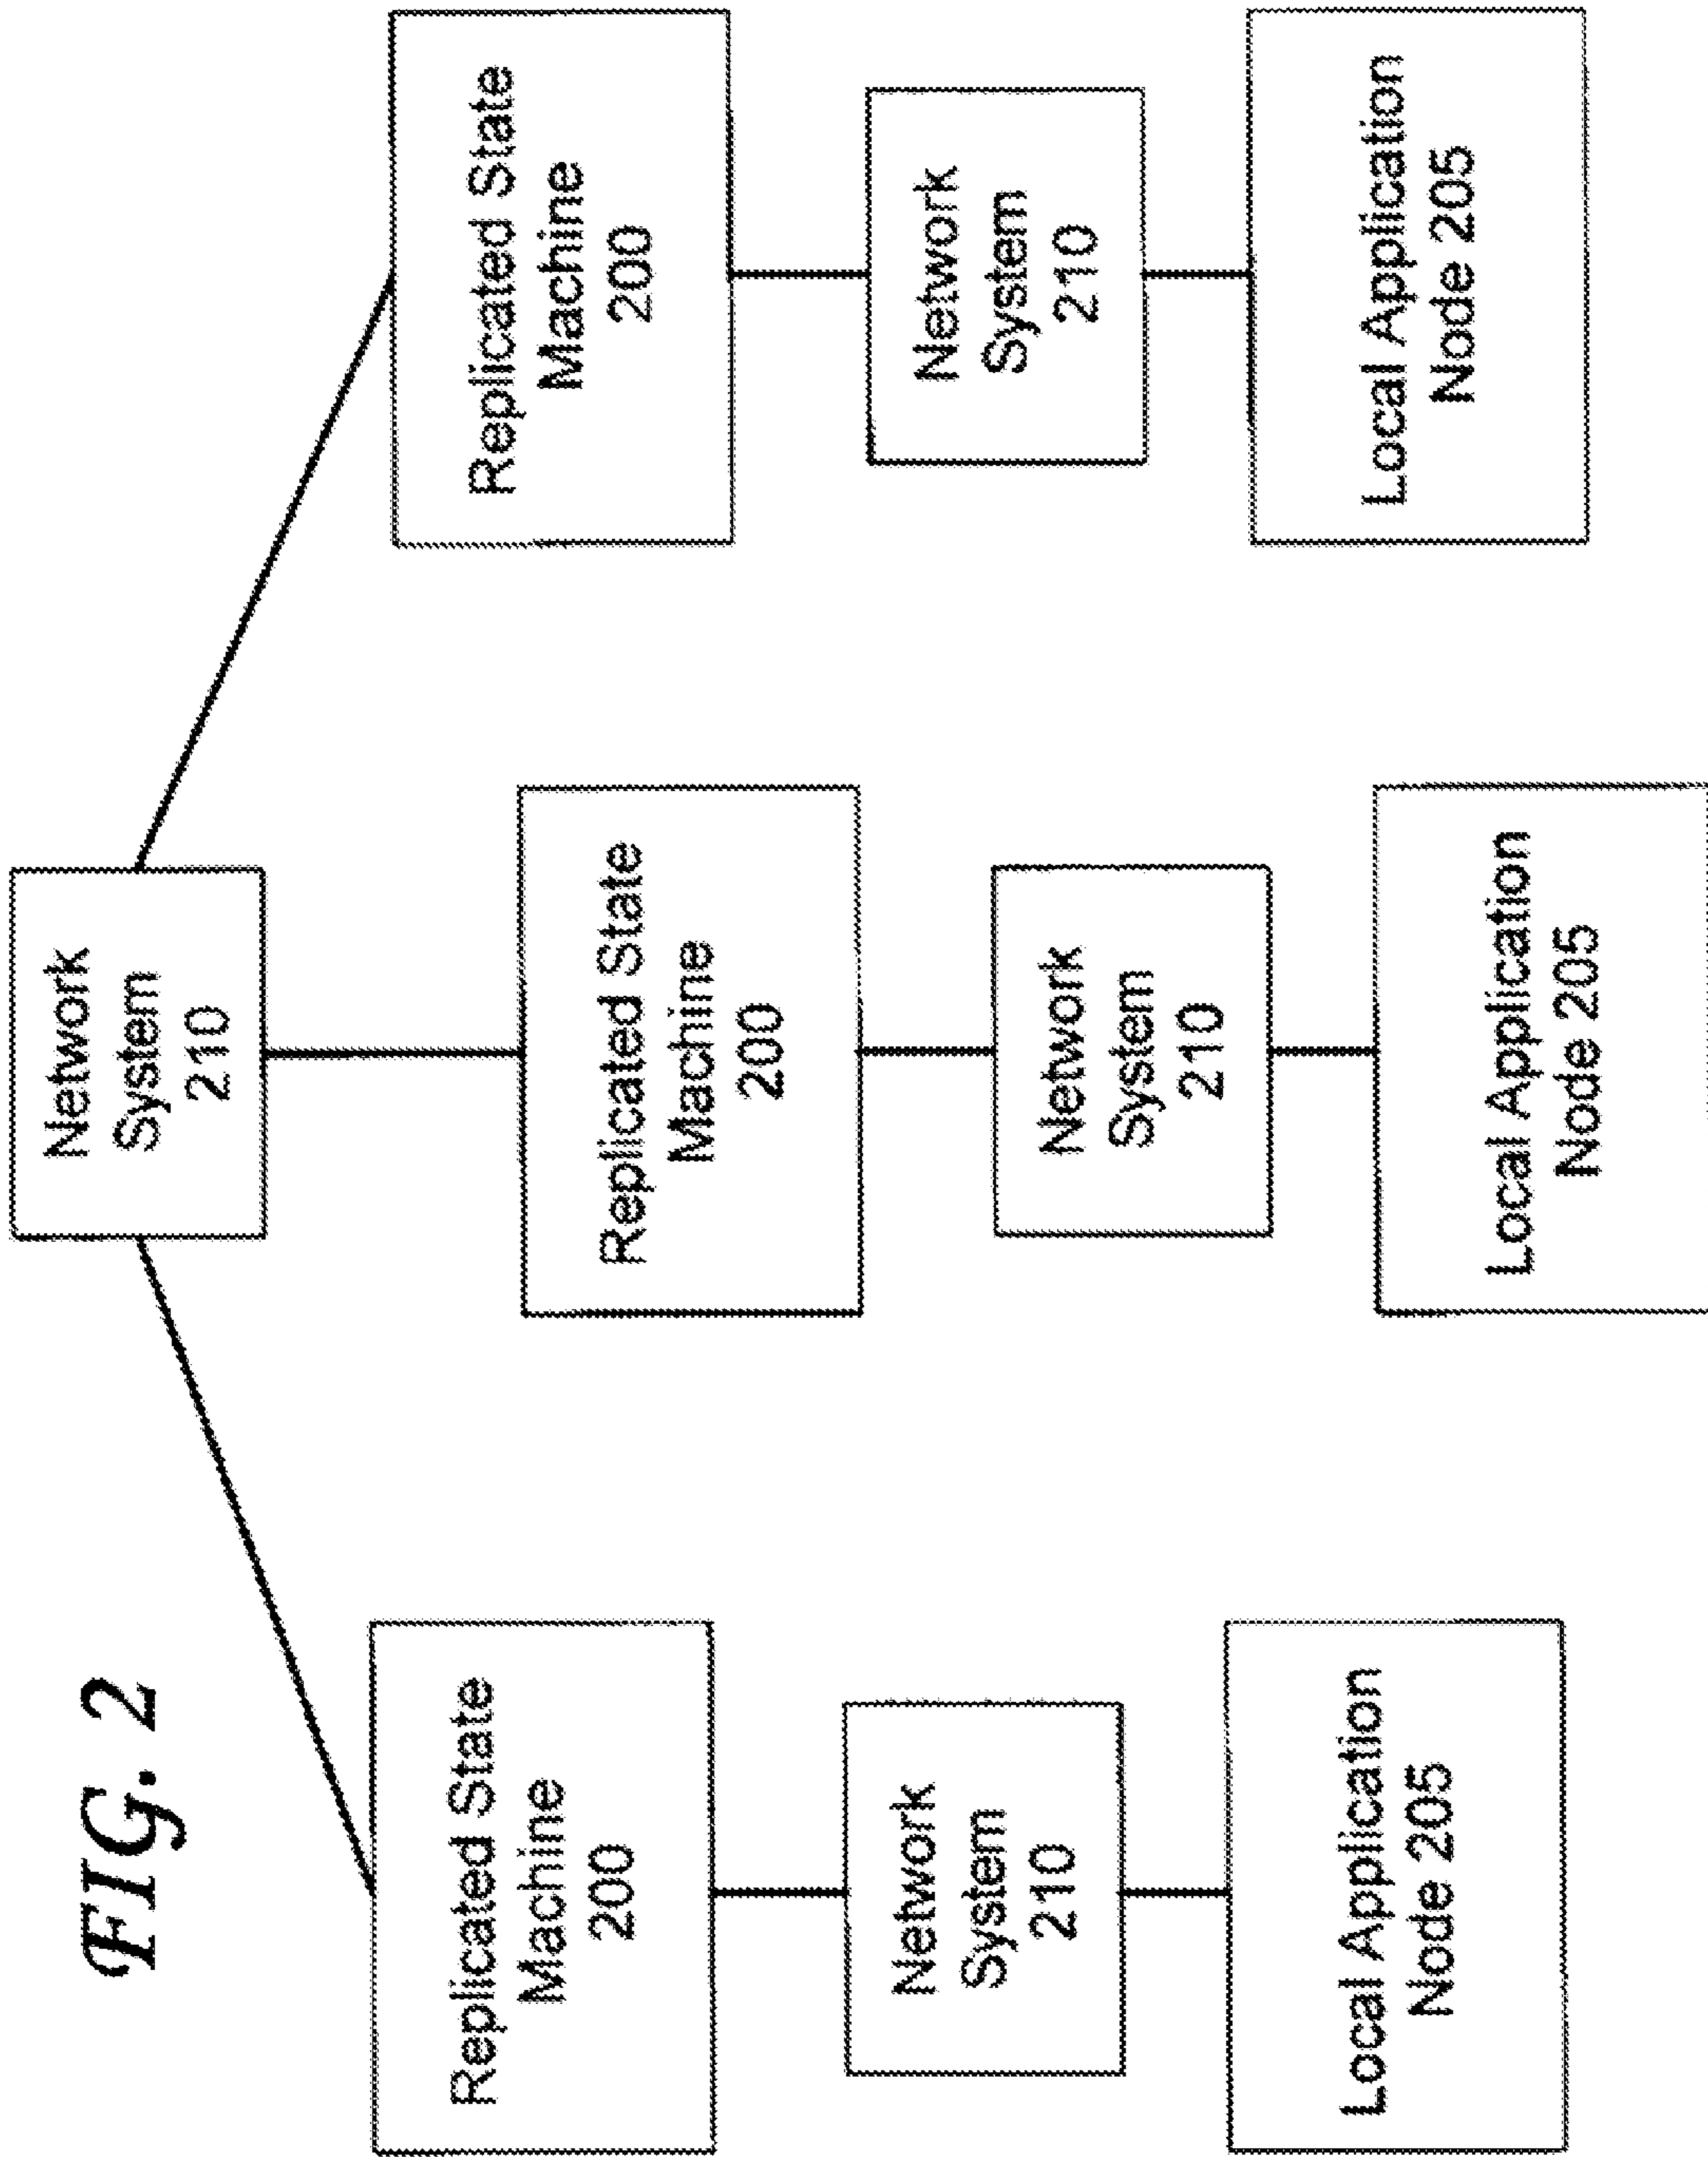 FIG. 2
Network
System
210
Replicated State
Machine
200
Network
System
210
Local Application
Node 205
Replicated State
Machine
200
Network
System
210
Local Application
Node 205
Replicated State
Machine
200
Network
System
210
Local Application
Node 205